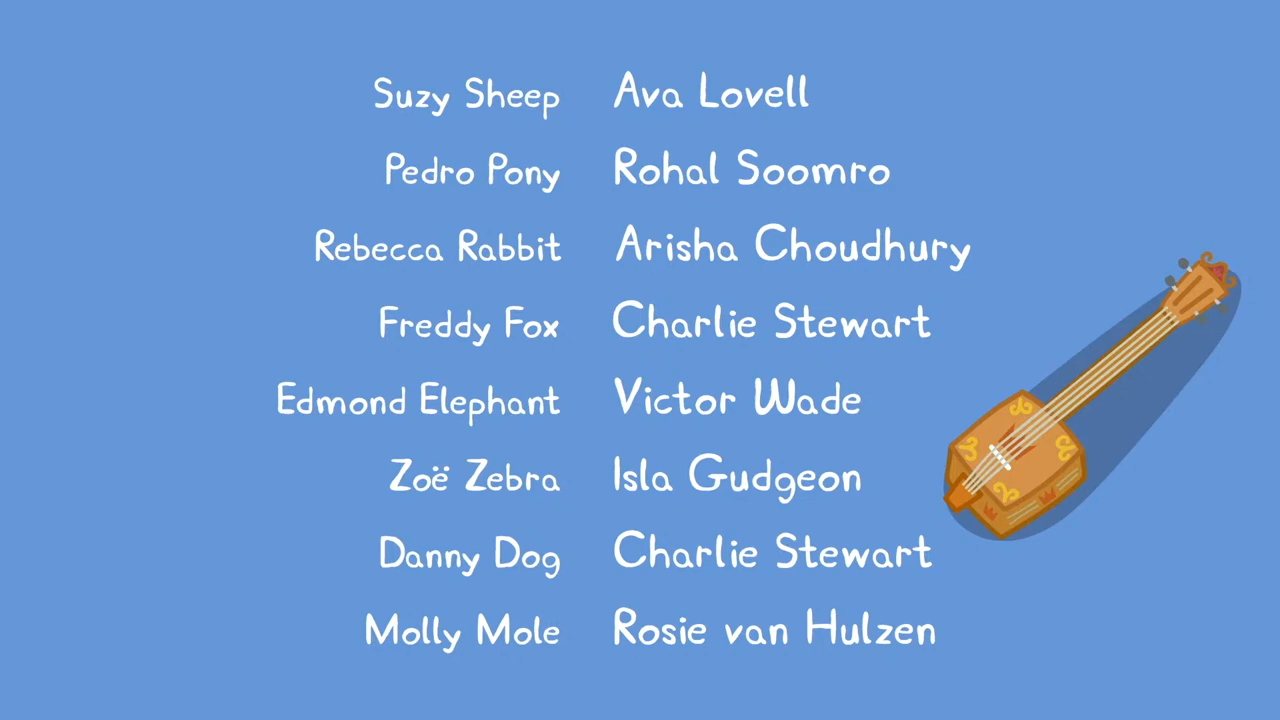 Suzy Sheep Ava Lovell
Pedro Pony Rohal Soomro
Rebecca Rabbit Arisha Choudhury
Freddy Fox Charlie Stewart
Edmond Elephant Victor Wade
Zoë Zebra Isla Gudgeon
Danny Dog Charlie Stewart
Molly Mole Rosie van Hulzen